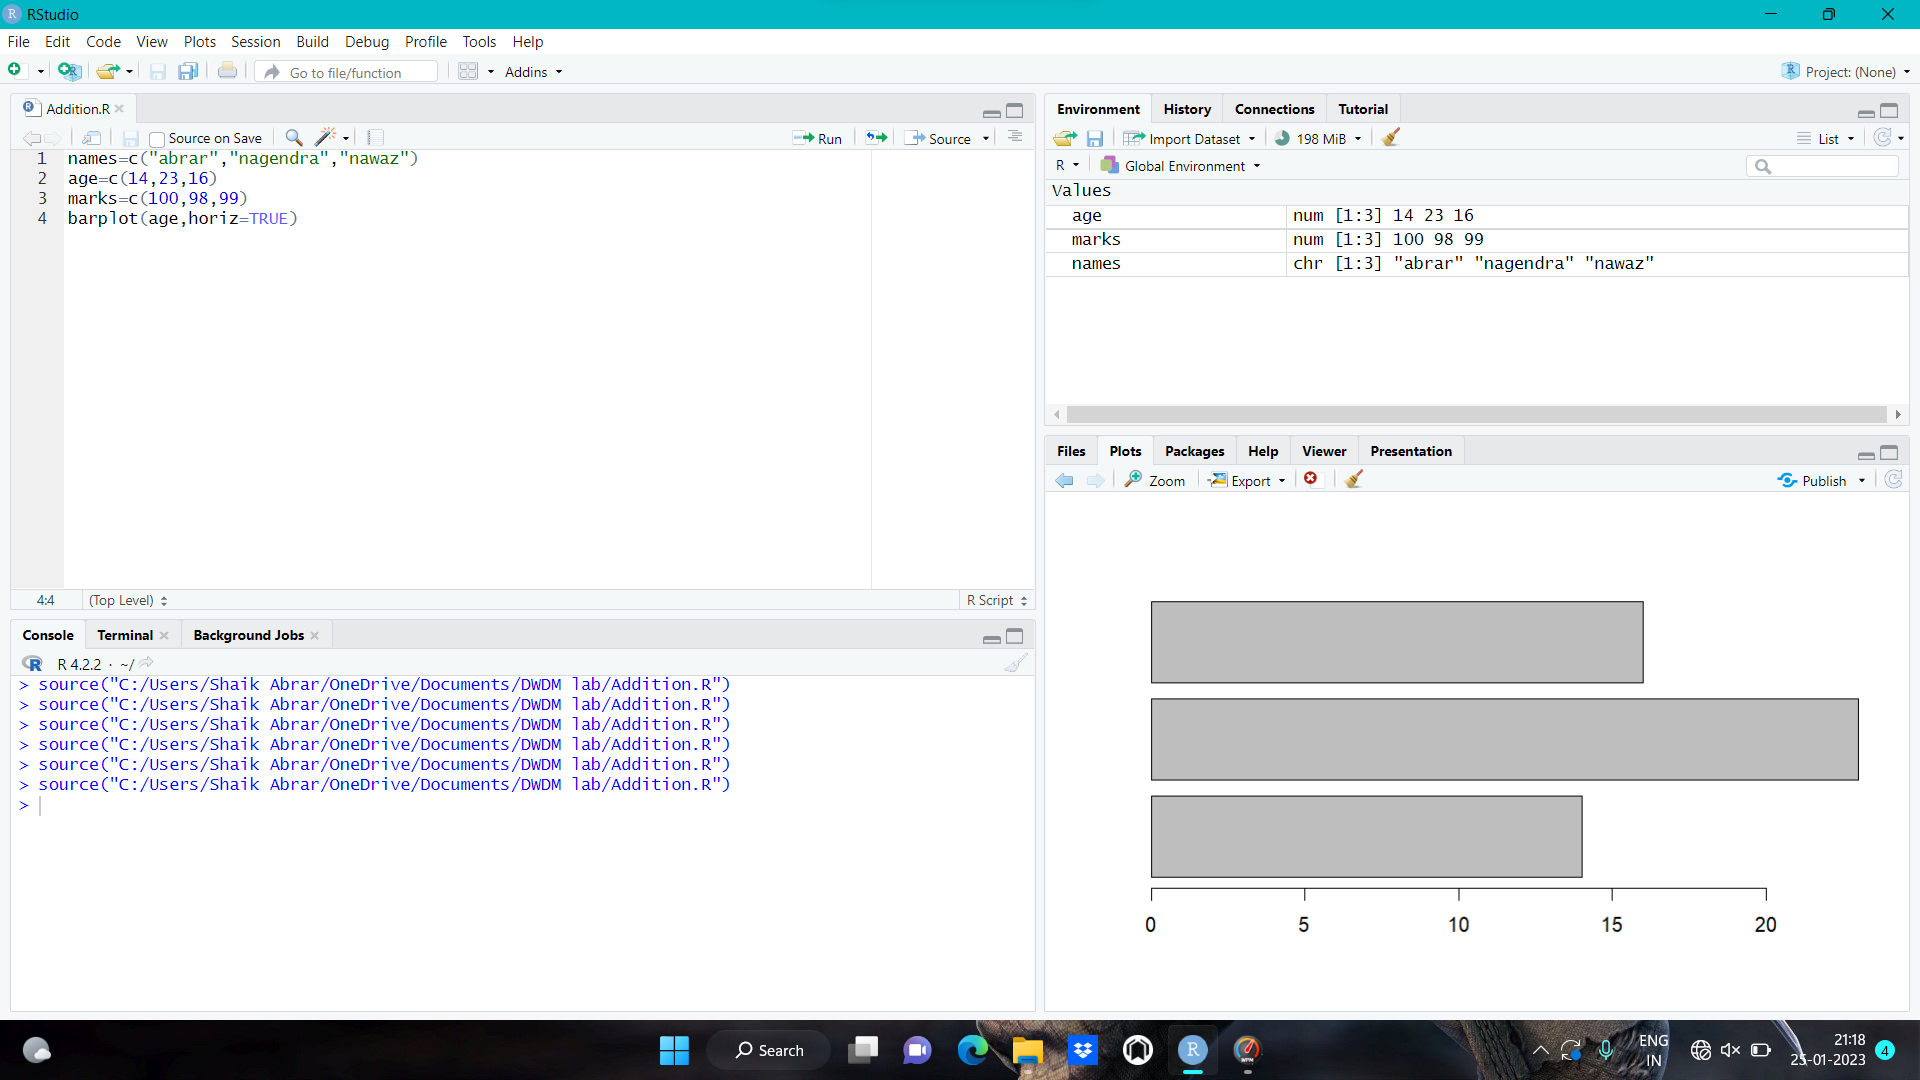 RStudio
File Edit Code View Plots Session Build Debug Profile Tools Help
Go to file/function Addins Project: (None)
Addition.R
Source on Save Run Source
1 names=c("abrar","nagendra","nawaz")
2 age=c(14,23,16)
3 marks=c(100,98,99)
4 barplot(age,horiz=TRUE)
4:4 (Top Level) R Script
Console Terminal Background Jobs
R R 4.2.2 · ~/
> source("C:/Users/Shaik Abrar/OneDrive/Documents/DWDM lab/Addition.R")
> source("C:/Users/Shaik Abrar/OneDrive/Documents/DWDM lab/Addition.R")
> source("C:/Users/Shaik Abrar/OneDrive/Documents/DWDM lab/Addition.R")
> source("C:/Users/Shaik Abrar/OneDrive/Documents/DWDM lab/Addition.R")
> source("C:/Users/Shaik Abrar/OneDrive/Documents/DWDM lab/Addition.R")
> source("C:/Users/Shaik Abrar/OneDrive/Documents/DWDM lab/Addition.R")
>
Environment History Connections Tutorial
Import Dataset 198 MiB List
R Global Environment
Values
age num [1:3] 14 23 16
marks num [1:3] 100 98 99
names chr [1:3] "abrar" "nagendra" "nawaz"
Files Plots Packages Help Viewer Presentation
Zoom Export Publish
0 5 10 15 20
Search
R
ENG
IN
21:18
25-01-2023
4